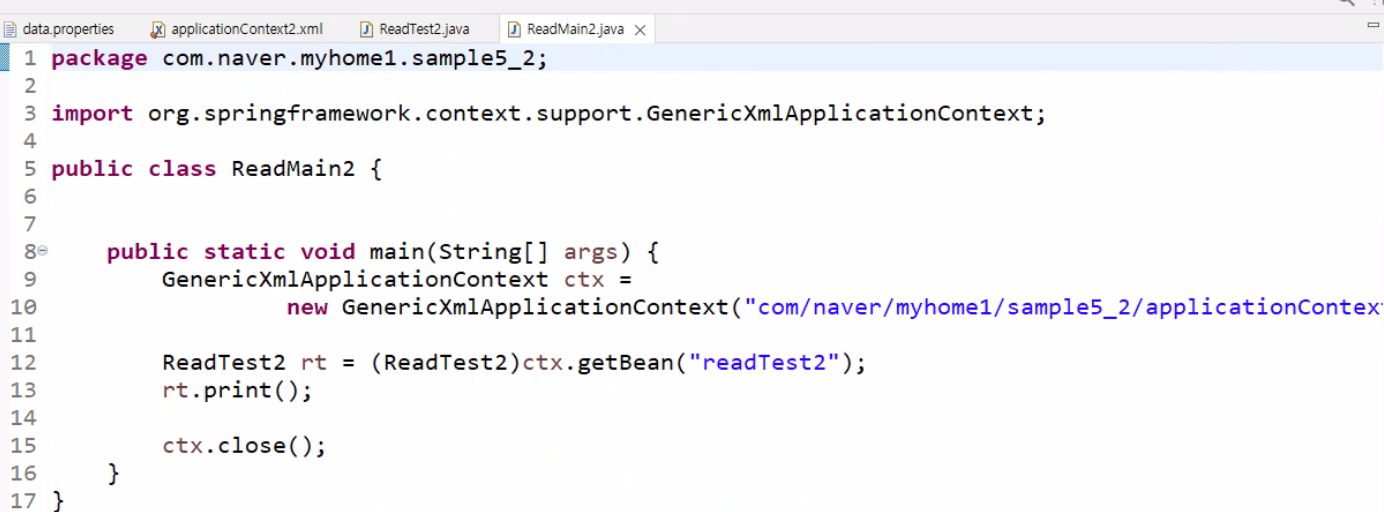 data.properties applicationContext2.xml ReadTest2.java ReadMain2.java
1 package com.naver.myhome1.sample5_2;
2
3 import org.springframework.context.support.GenericXmlApplicationContext;
4
5 public class ReadMain2 {
6
7
8 public static void main(String[] args) {
9 GenericXmlApplicationContext ctx =
10 new GenericXmlApplicationContext("com/naver/myhome1/sample5_2/applicationContex
11
12 ReadTest2 rt = (ReadTest2)ctx.getBean("readTest2");
13 rt.print();
14
15 ctx.close();
16 }
17 }